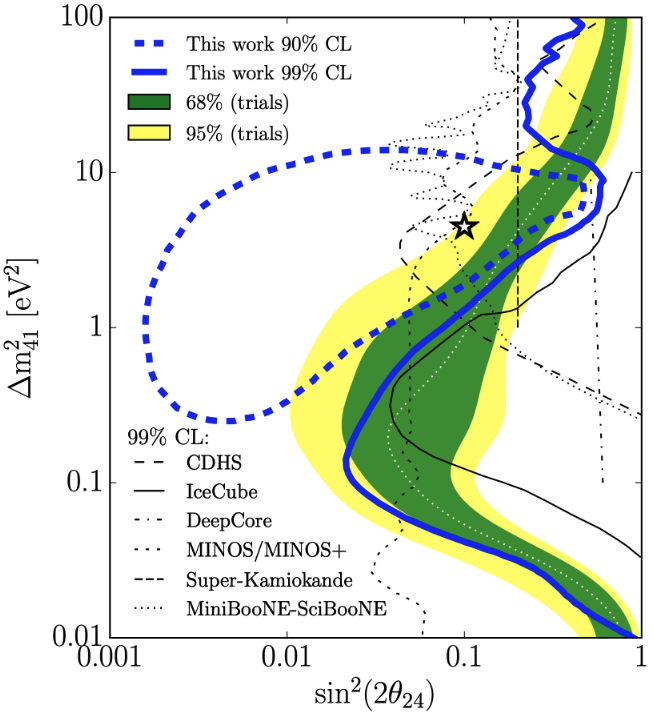 100
10
1
0.1
0.01
Δm²₄₁ [eV²]
This work 90% CL
This work 99% CL
68% (trials)
95% (trials)
99% CL:
CDHS
IceCube
DeepCore
MINOS/MINOS+
Super-Kamiokande
MiniBooNE-SciBooNE
0.001 0.01 0.1 1
sin²(2θ₂₄)